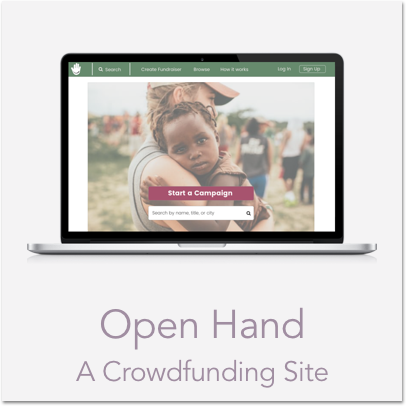 Search Create Fundraiser Browse How it works Log In Sign Up
Start a Campaign
Search by name, title, or city
Open Hand
A Crowdfunding Site